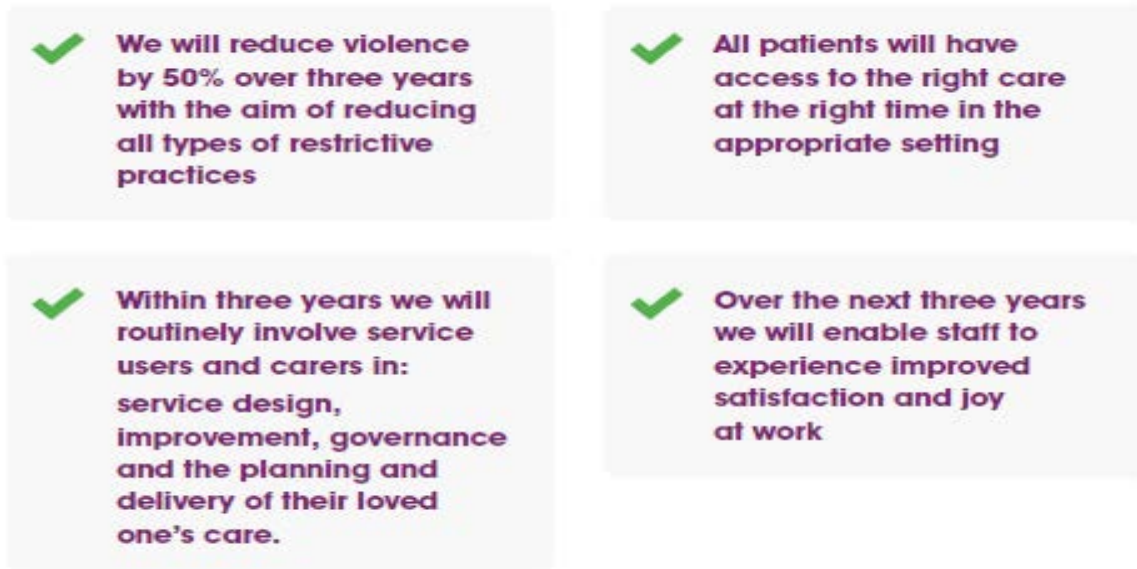 We will reduce violence
by 50% over three years
with the aim of reducing
all types of restrictive
practices
All patients will have
access to the right care
at the right time in the
appropriate setting
Within three years we will
routinely involve service
users and carers in:
service design,
improvement, governance
and the planning and
delivery of their loved
one's care.
Over the next three years
we will enable staff to
experience improved
satisfaction and joy
at work